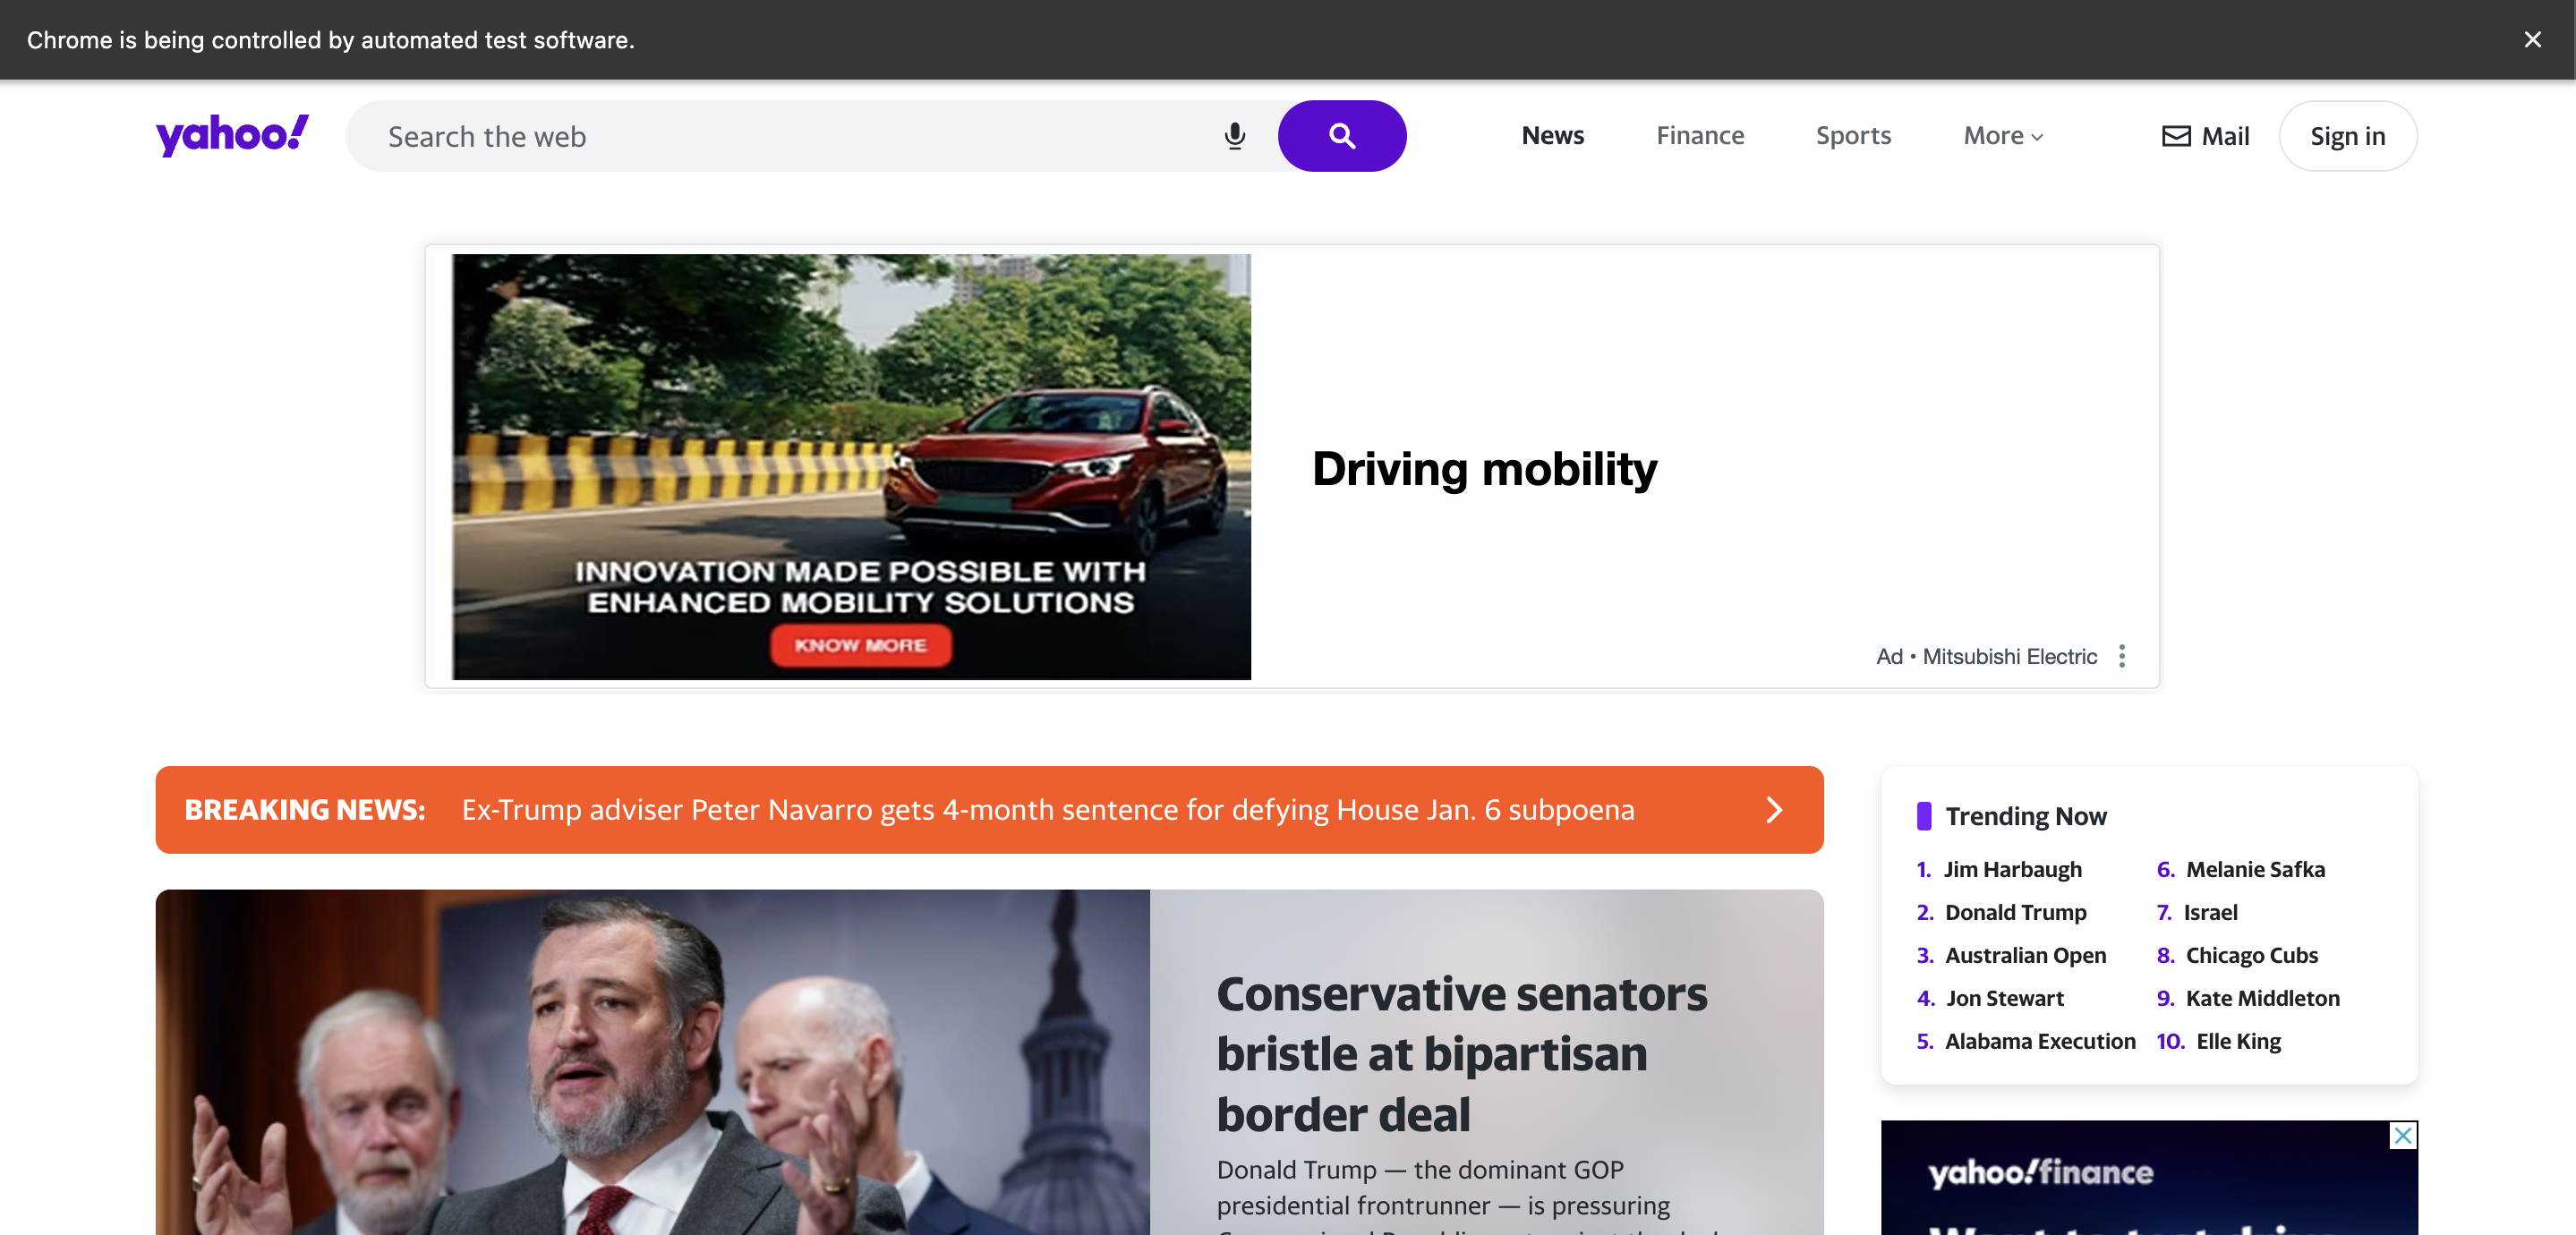 Chrome is being controlled by automated test software.
yahoo!
Search the web
News
Finance
Sports
More
Mail
Sign in
INNOVATION MADE POSSIBLE WITH
ENHANCED MOBILITY SOLUTIONS
KNOW MORE
Driving mobility
Ad • Mitsubishi Electric
BREAKING NEWS: Ex-Trump adviser Peter Navarro gets 4-month sentence for defying House Jan. 6 subpoena
Conservative senators
bristle at bipartisan
border deal
Donald Trump — the dominant GOP
presidential frontrunner — is pressuring
Trending Now
1. Jim Harbaugh
2. Donald Trump
3. Australian Open
4. Jon Stewart
5. Alabama Execution
6. Melanie Safka
7. Israel
8. Chicago Cubs
9. Kate Middleton
10. Elle King
yahoo!finance